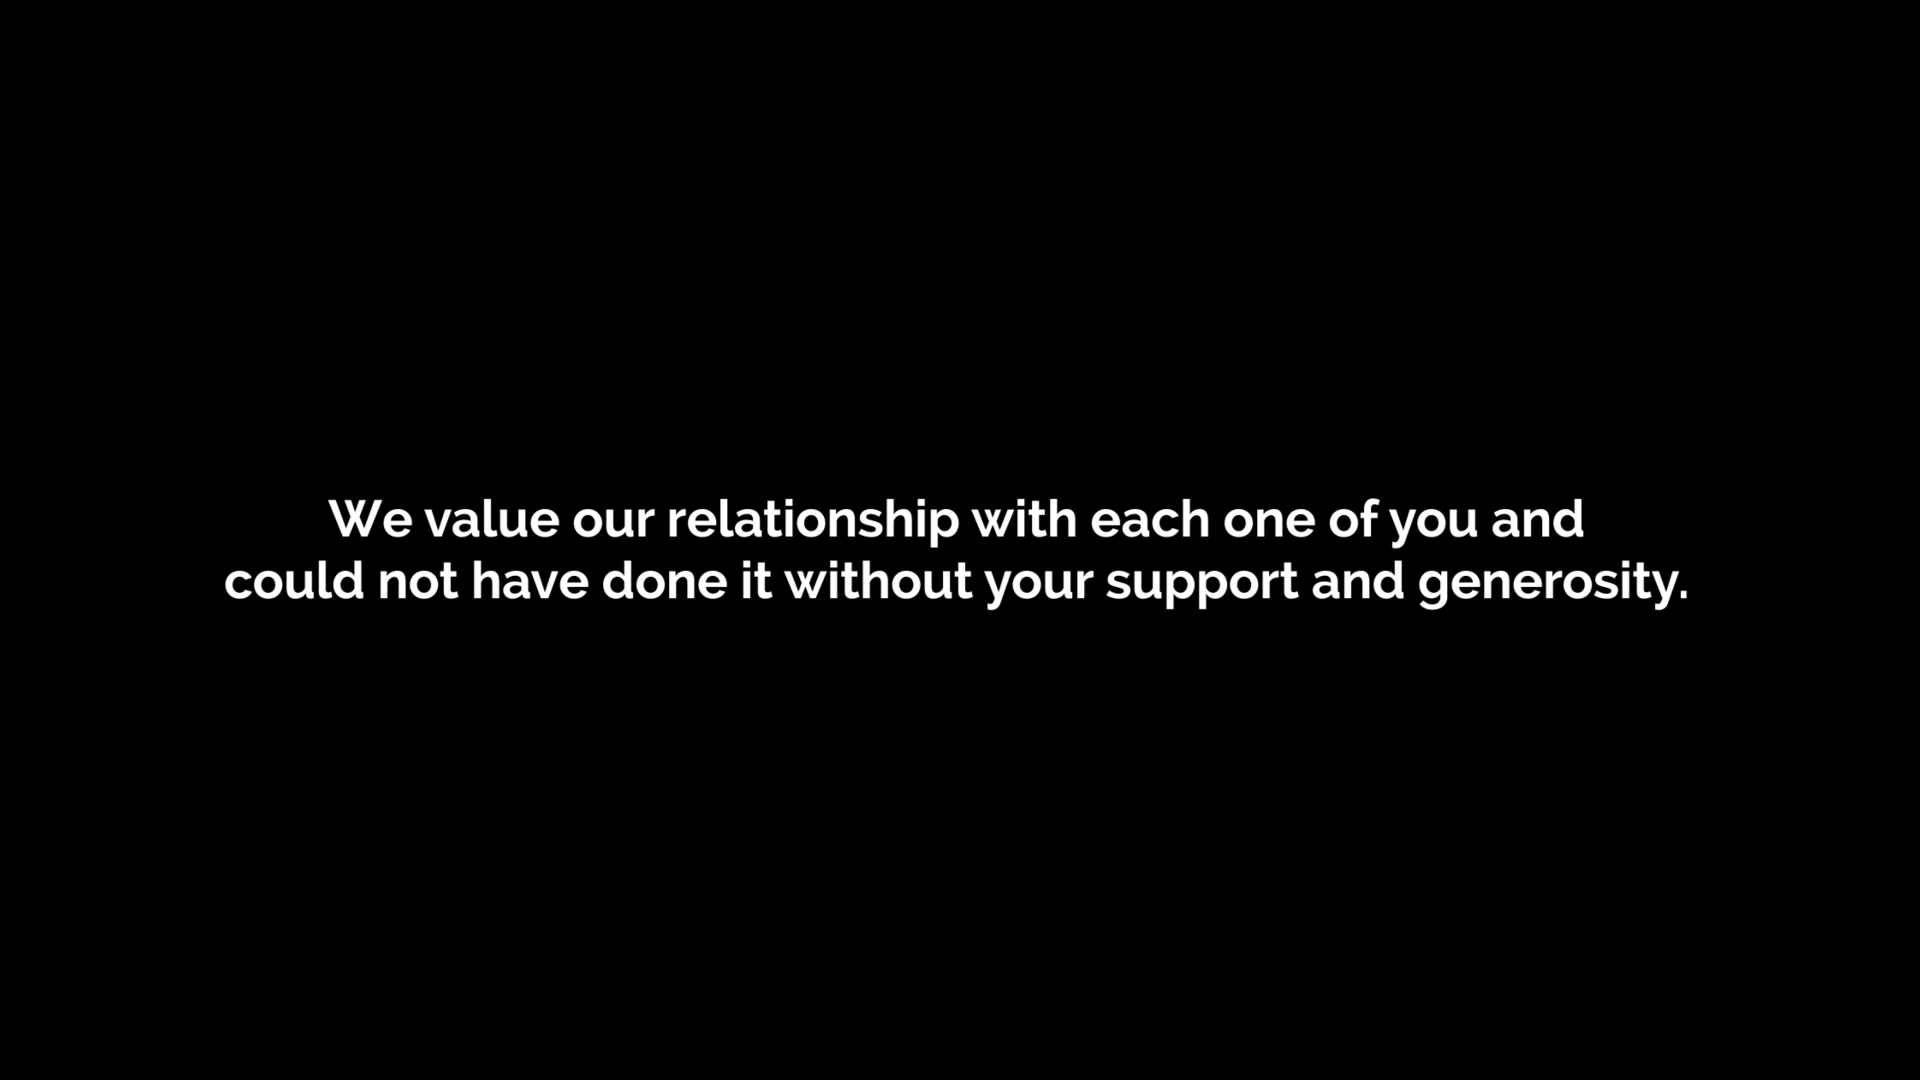 We value our relationship with each one of you and
could not have done it without your support and generosity.